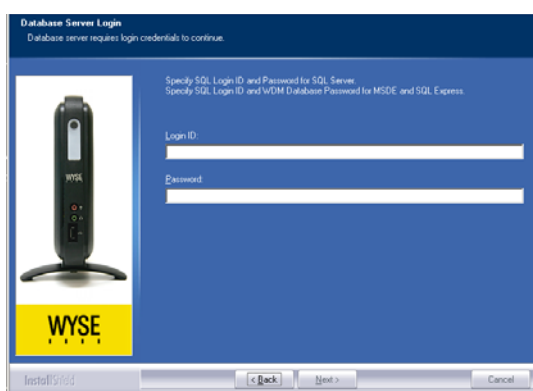 Database Server Login
Database server requires login credentials to continue.
Specify SQL Login ID and Password for SQL Server.
Specify SQL Login ID and WDM Database Password for MSDE and SQL Express.
Login ID:
Password:
WYSE
WYSE
InstallShield
< Back
Next >
Cancel